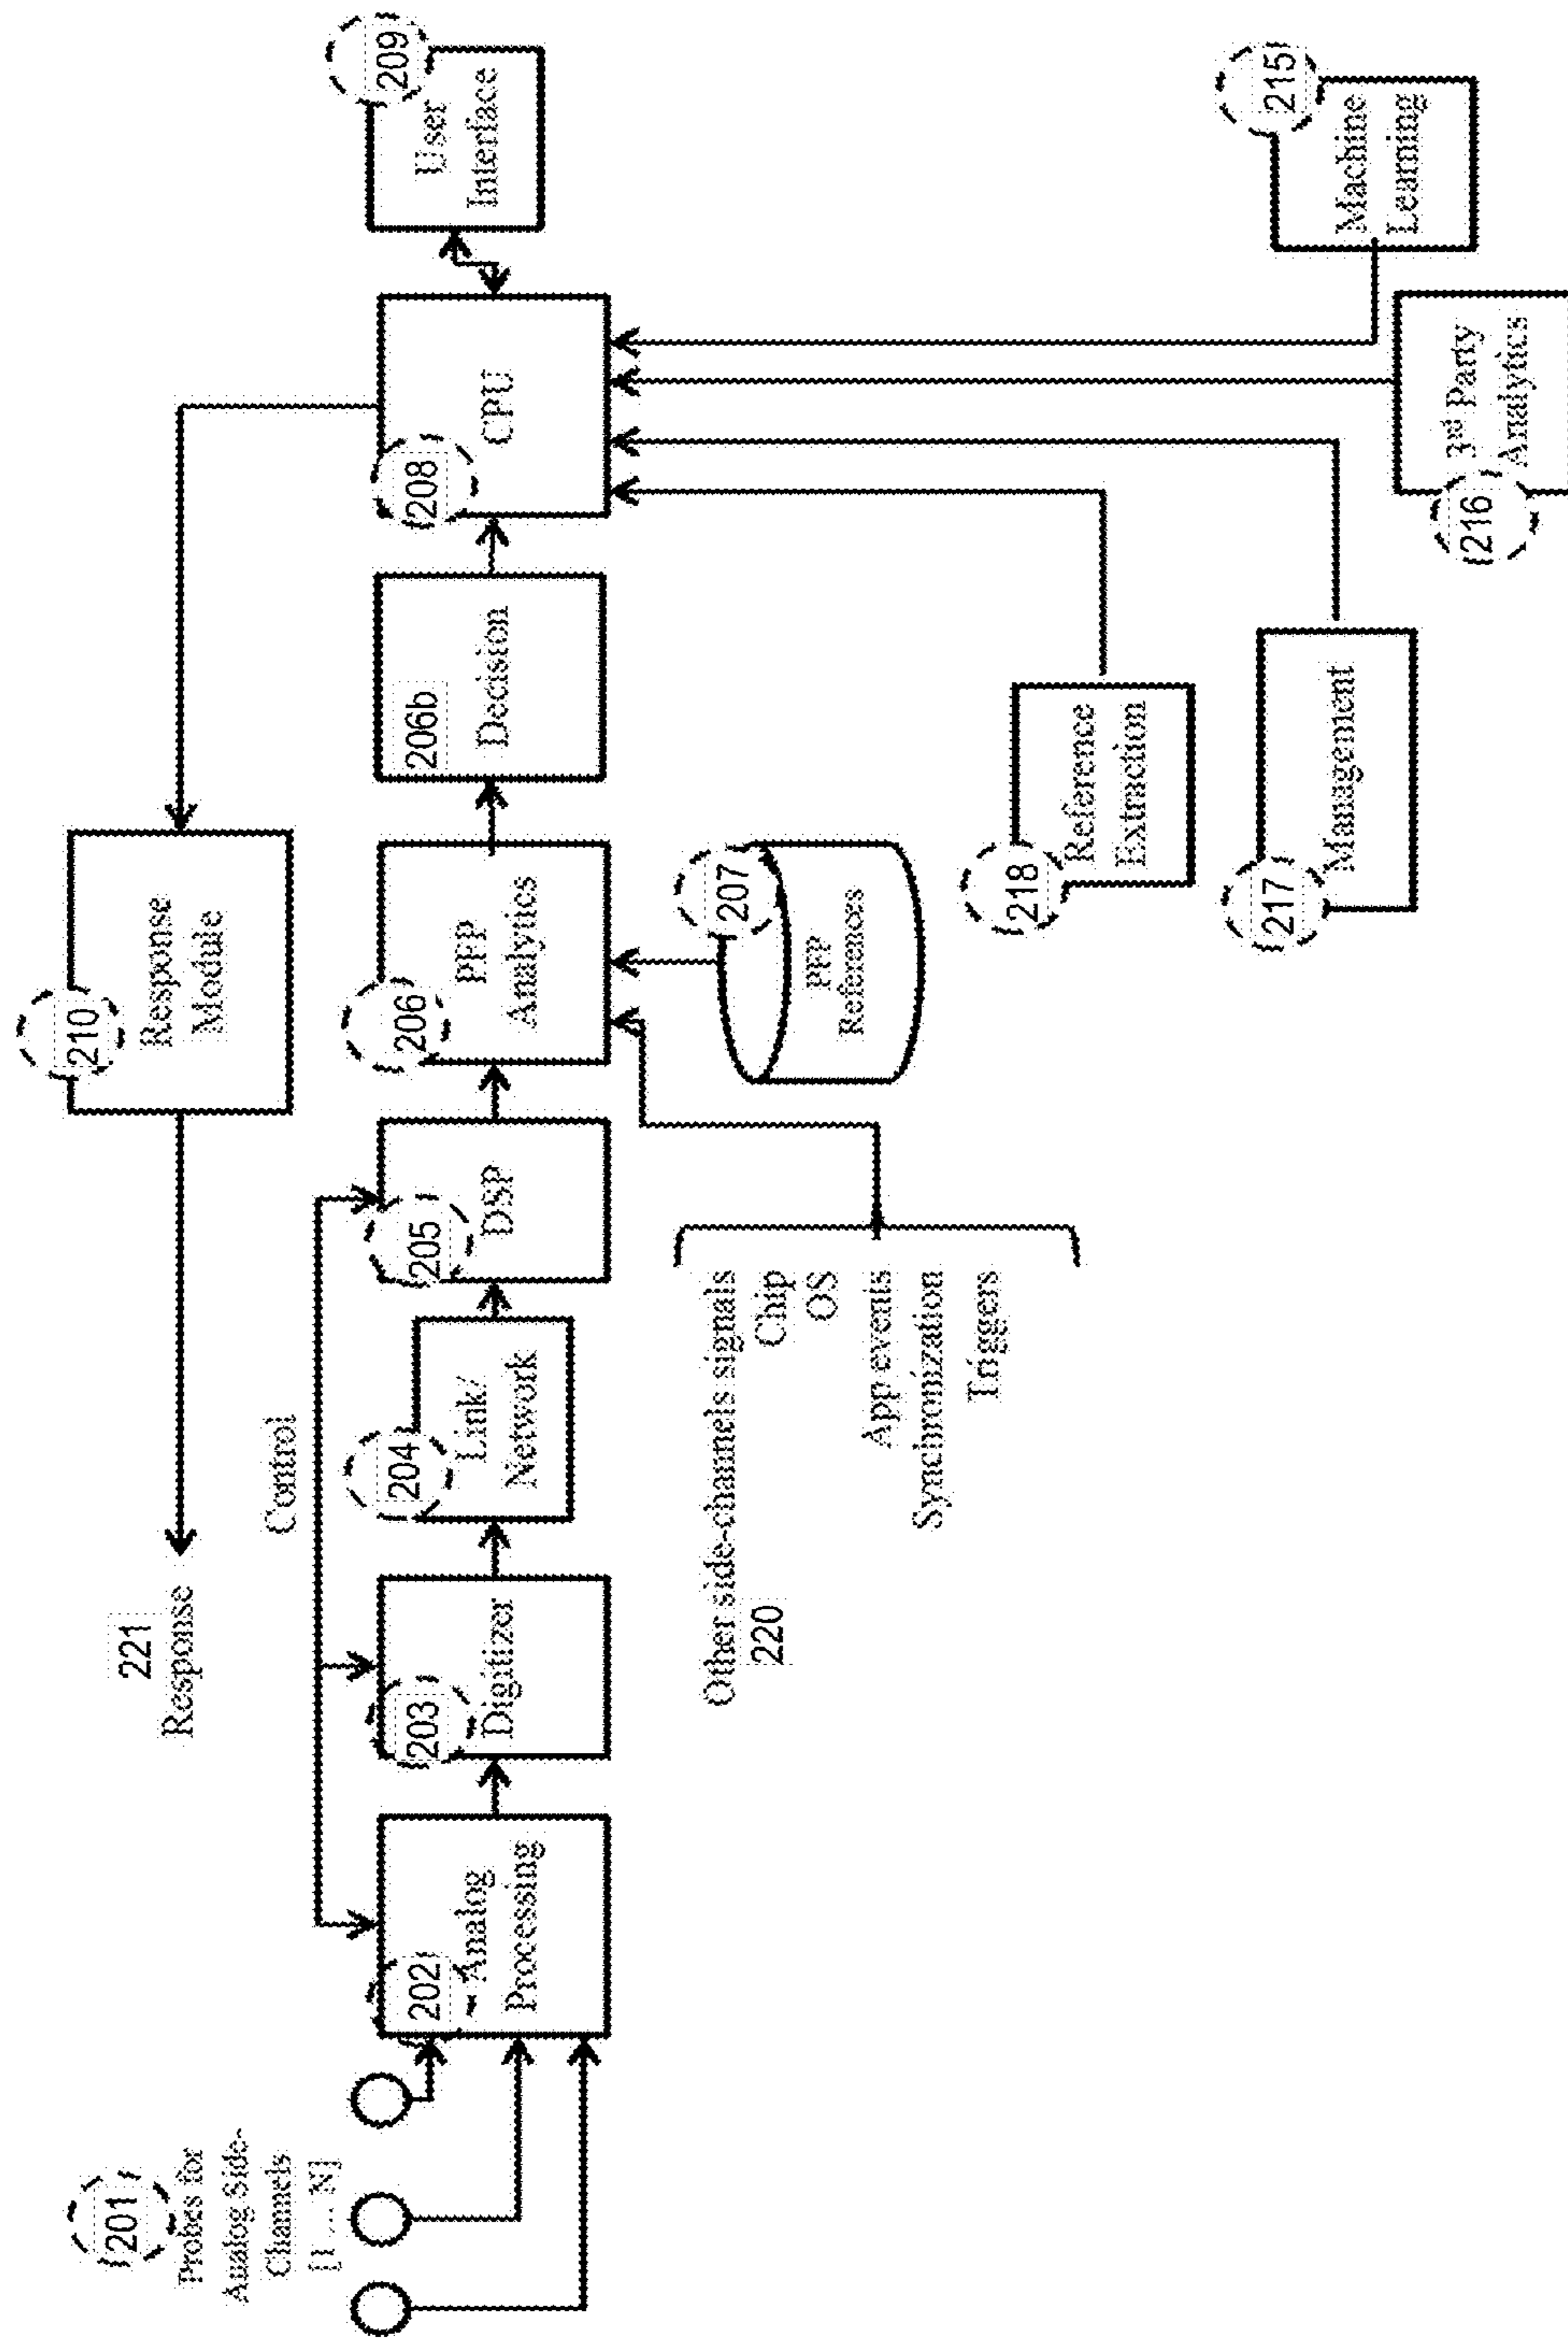 201
Probes for
Analog Side-
Channels
[1 ... N]
221
Response
210
Response
Module
Control
202
Analog
Processing
203
Digitizer
204
Link/
Network
205
DSP
206
PFP
Analytics
206b
Decision
208
CPU
209
User
Interface
Other side-channels signals
220
Chip
OS
App events
Synchronization
Triggers
207
PFP
References
218
Reference
Extraction
217
Management
216
3rd Party
Analytics
215
Machine
Learning